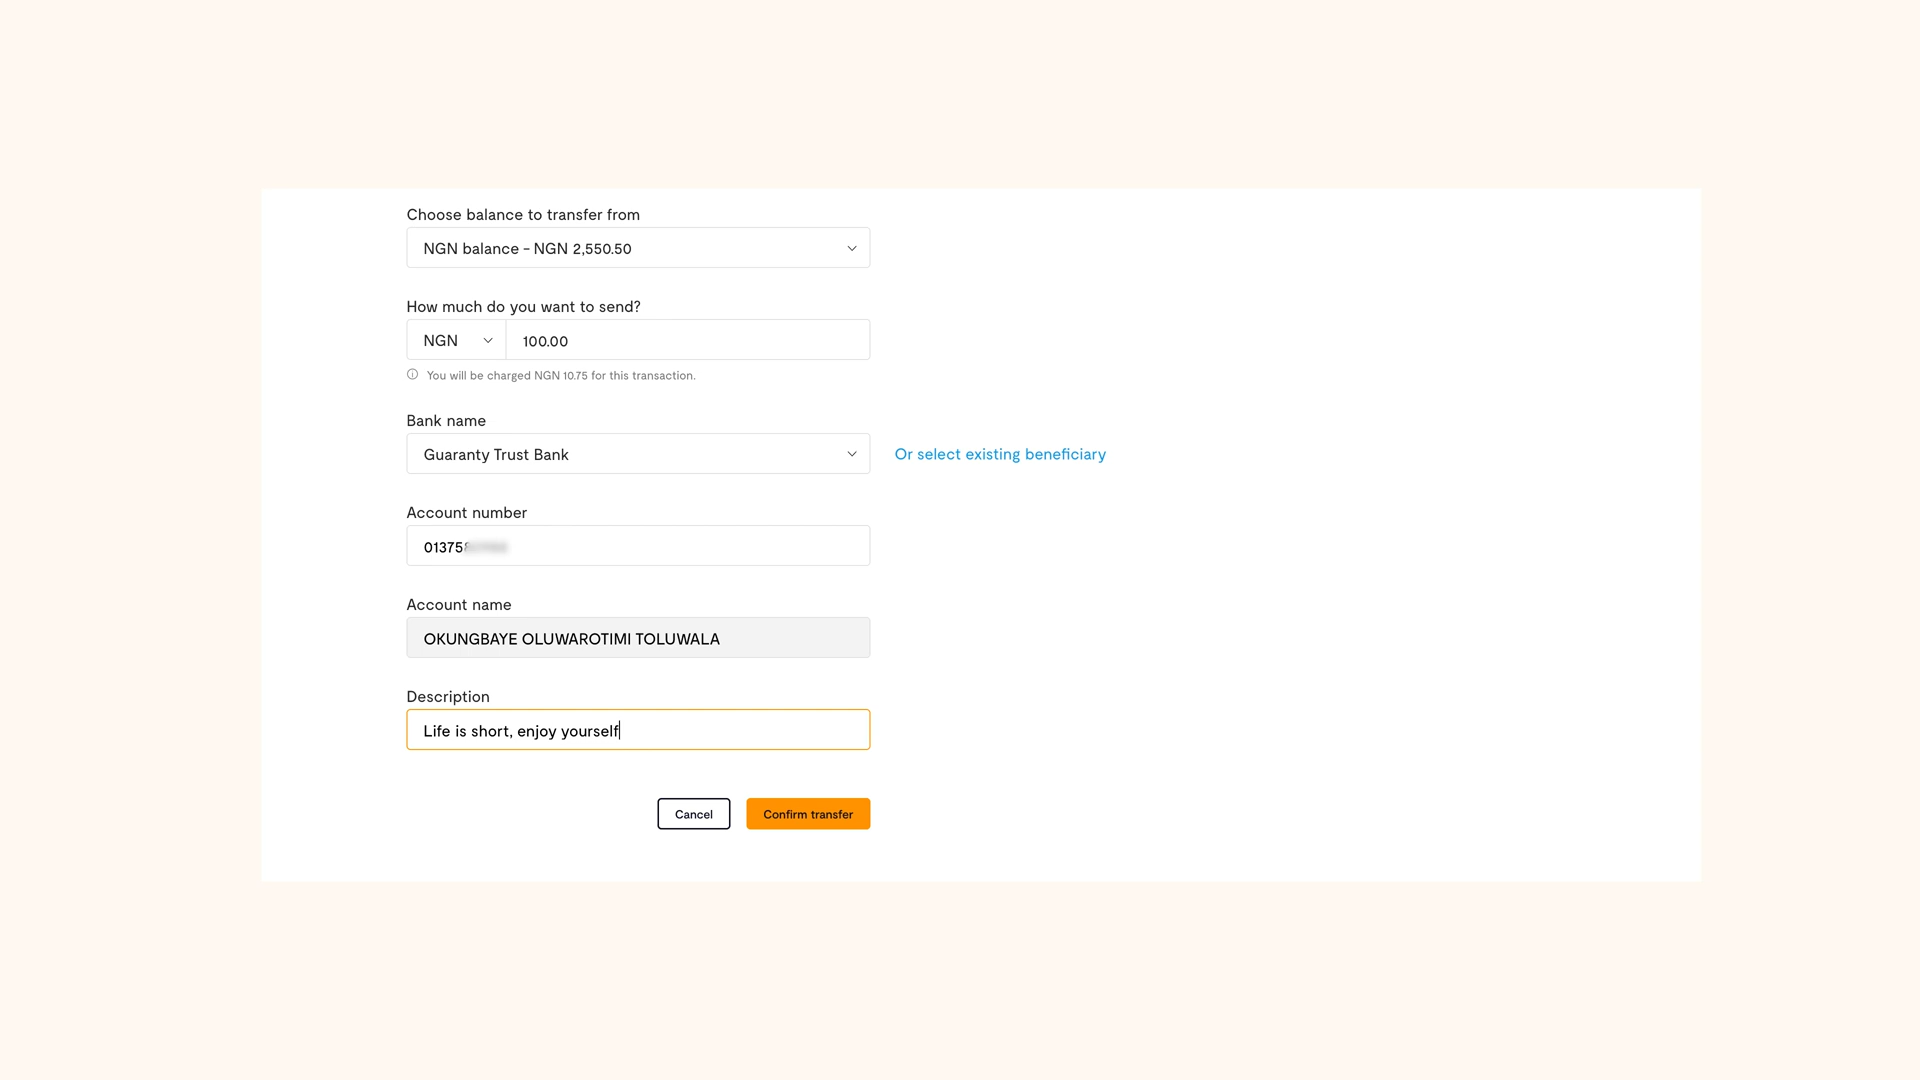 Choose balance to transfer from
NGN balance - NGN 2,550.50
How much do you want to send?
NGN 100.00
You will be charged NGN 10.75 for this transaction.
Bank name
Guaranty Trust Bank
Or select existing beneficiary
Account number
01375
Account name
OKUNGBAYE OLUWAROTIMI TOLUWALA
Description
Life is short, enjoy yourself
Cancel Confirm transfer